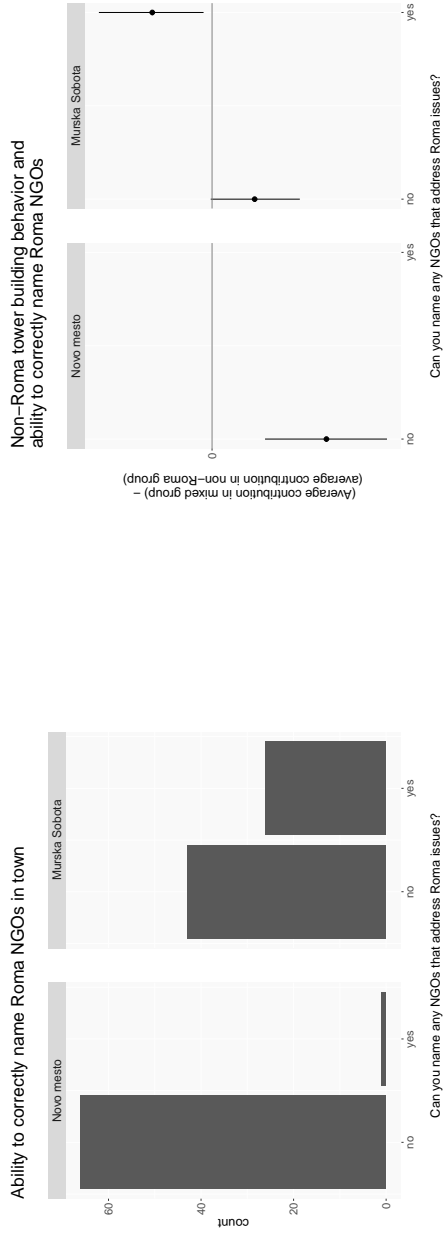 Ability to correctly name Roma NGOs in town
Novo mesto
Murska Sobota
60
40
20
0
count
no
yes
no
yes
Can you name any NGOs that address Roma issues?
Non−Roma tower building behavior and
ability to correctly name Roma NGOs
Novo mesto
Murska Sobota
0
(Average contribution in mixed group) −
(average contribution in non−Roma group)
no
yes
no
yes
Can you name any NGOs that address Roma issues?